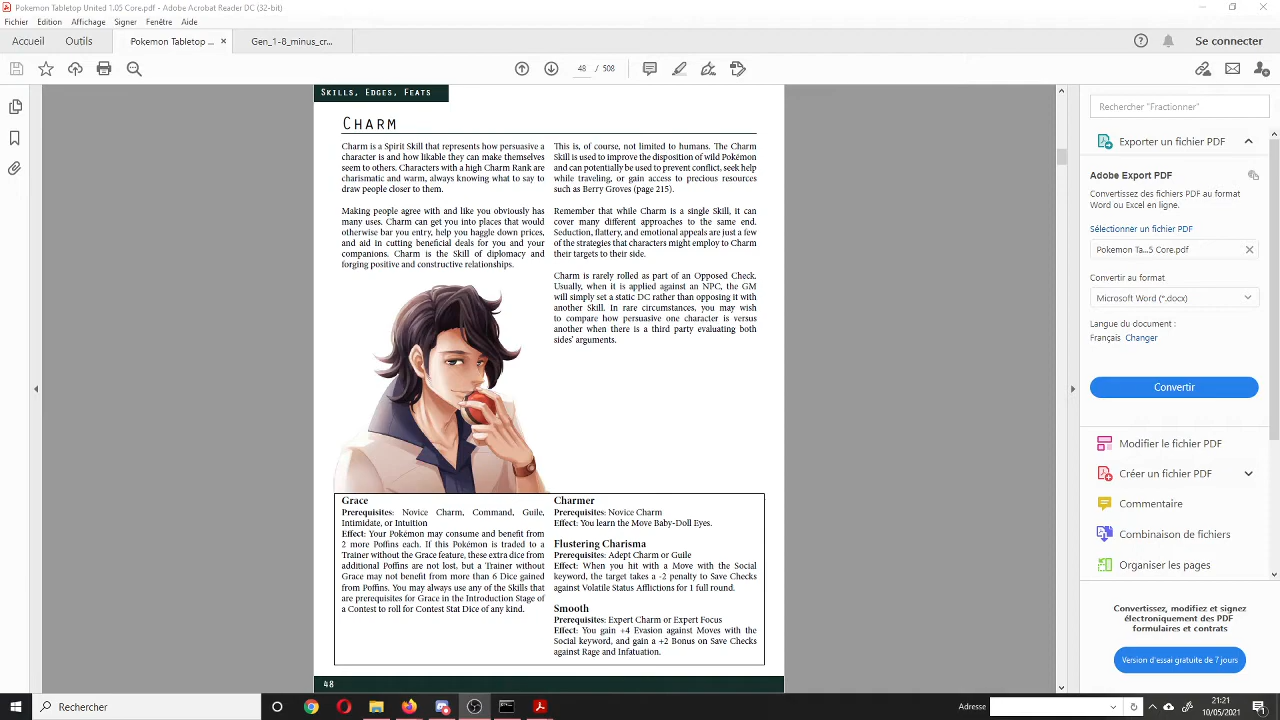 Pokemon Tabletop United 1.05 Core.pdf - Adobe Acrobat Reader DC (32-bit)
Fichier Edition Affichage Signer Fenêtre Aide
Accueil Outils Pokemon Tabletop ... × Gen_1-8_minus_cr... Se connecter
48 / 508
Skills, Edges, Feats
Charm
Charm is a Spirit Skill that represents how persuasive a
character is and how likable they can make themselves
seem to others. Characters with a high Charm Rank are
charismatic and warm, always knowing what to say to
draw people closer to them.
Making people agree with and like you obviously has
many uses. Charm can get you into places that would
otherwise bar you entry, help you haggle down prices,
and aid in cutting beneficial deals for you and your
companions. Charm is the Skill of diplomacy and
forging positive and constructive relationships.
This is, of course, not limited to humans. The Charm
Skill is used to improve the disposition of wild Pokémon
and can potentially be used to prevent conflict, seek help
while traveling, or gain access to precious resources
such as Berry Groves (page 215).
Remember that while Charm is a single Skill, it can
cover many different approaches to the same end.
Seduction, flattery, and emotional appeals are just a few
of the strategies that characters might employ to Charm
their targets to their side.
Charm is rarely rolled as part of an Opposed Check.
Usually, when it is applied against an NPC, the GM
will simply set a static DC rather than opposing it with
another Skill. In rare circumstances, you may wish
to compare how persuasive one character is versus
another when there is a third party evaluating both
sides' arguments.
Grace
Prerequisites: Novice Charm, Command, Guile,
Intimidate, or Intuition
Effect: Your Pokémon may consume and benefit from
2 more Poffins each. If this Pokémon is traded to a
Trainer without the Grace feature, these extra dice from
additional Poffins are not lost, but a Trainer without
Grace may not benefit from more than 6 Dice gained
from Poffins. You may always use any of the Skills that
are prerequisites for Grace in the Introduction Stage of
a Contest to roll for Contest Stat Dice of any kind.
Charmer
Prerequisites: Novice Charm
Effect: You learn the Move Baby-Doll Eyes.
Flustering Charisma
Prerequisites: Adept Charm or Guile
Effect: When you hit with a Move with the Social
keyword, the target takes a -2 penalty to Save Checks
against Volatile Status Afflictions for 1 full round.
Smooth
Prerequisites: Expert Charm or Expert Focus
Effect: You gain +4 Evasion against Moves with the
Social keyword, and gain a +2 Bonus on Save Checks
against Rage and Infatuation.
48
Rechercher "Fractionner"
Exporter un fichier PDF
Adobe Export PDF
Convertissez des fichiers PDF au format
Word ou Excel en ligne.
Sélectionner un fichier PDF
Pokemon Ta...5 Core.pdf
Convertir au format
Microsoft Word (*.docx)
Langue du document :
Français Changer
Convertir
Modifier le fichier PDF
Créer un fichier PDF
Commentaire
Combinaison de fichiers
Organiser les pages
Convertissez, modifiez et signez
électroniquement des PDF
formulaires et contrats
Version d'essai gratuite de 7 jours
Rechercher
Adresse
21:21
10/05/2021